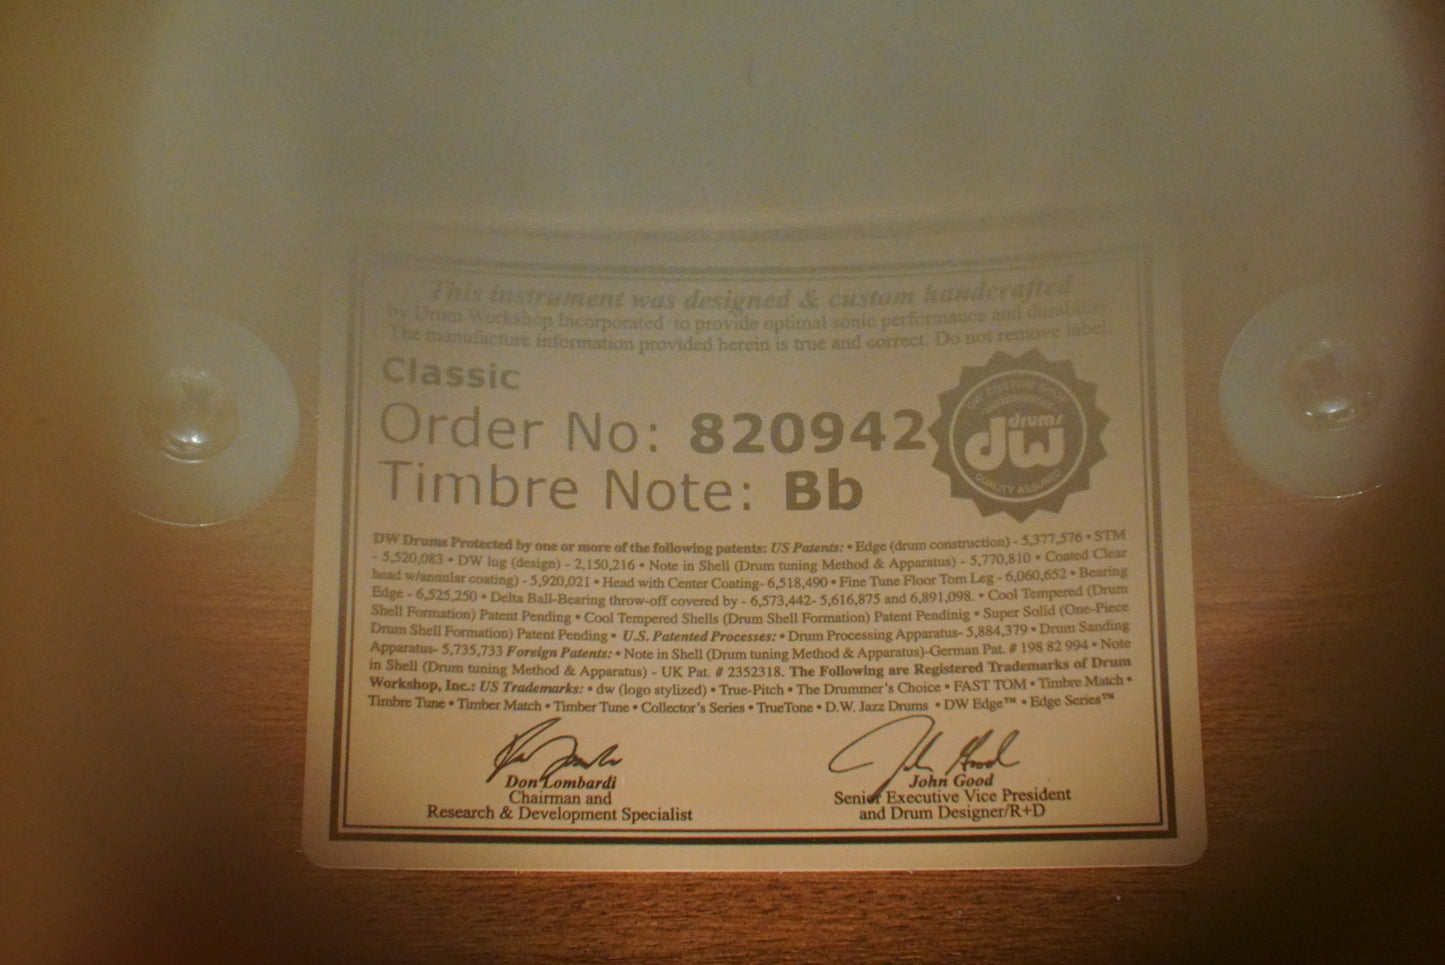 This instrument was designed & custom handcrafted
by Drum Workshop Incorporated to provide optimal sonic performance and durability.
The manufacture information provided herein is true and correct. Do not remove label.
Classic
Order No: 820942
Timbre Note: Bb
DW CUSTOM SHOP
drums
dw
QUALITY ASSURED
DW Drums Protected by one or more of the following patents: US Patents: • Edge (drum construction) - 5,377,576 • STM
- 5,520,083 • DW lug (design) - 2,150,216 • Note in Shell (Drum tuning Method & Apparatus) - 5,770,810 • Coated Clear
head w/annular coating) - 5,920,021 • Head with Center Coating- 6,518,490 • Fine Tune Floor Tom Leg - 6,060,652 • Bearing
Edge - 6,525,250 • Delta Ball-Bearing throw-off covered by - 6,573,442- 5,616,875 and 6,891,098. • Cool Tempered (Drum
Shell Formation) Patent Pending • Cool Tempered Shells (Drum Shell Formation) Patent Pendinig • Super Solid (One-Piece
Drum Shell Formation) Patent Pending • U.S. Patented Processes: • Drum Processing Apparatus- 5,884,379 • Drum Sanding
Apparatus- 5,735,733 Foreign Patents: • Note in Shell (Drum tuning Method & Apparatus)-German Pat. # 198 82 994 • Note
in Shell (Drum tuning Method & Apparatus) - UK Pat. # 2352318. The Following are Registered Trademarks of Drum
Workshop, Inc.: US Trademarks: • dw (logo stylized) • True-Pitch • The Drummer's Choice • FAST TOM • Timbre Match •
Timbre Tune • Timber Match • Timber Tune • Collector's Series • TrueTone • D.W. Jazz Drums • DW Edge™ • Edge Series™
Don Lombardi
Chairman and
Research & Development Specialist
John Good
John Good
Senior Executive Vice President
and Drum Designer/R+D